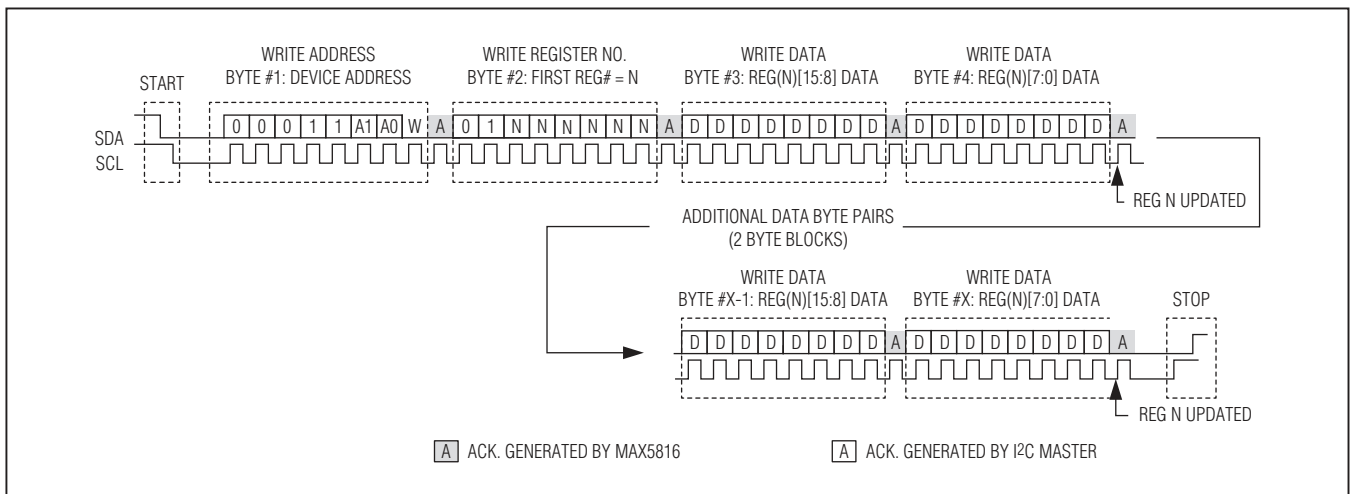 WRITE ADDRESS
BYTE #1: DEVICE ADDRESS
WRITE REGISTER NO.
BYTE #2: FIRST REG# = N
WRITE DATA
BYTE #3: REG(N)[15:8] DATA
WRITE DATA
BYTE #4: REG(N)[7:0] DATA
START
SDA
0 0 0 1 1 A1 A0 W A 0 1 N N N N N N A D D D D D D D D A D D D D D D D D A
SCL
REG N UPDATED
ADDITIONAL DATA BYTE PAIRS
(2 BYTE BLOCKS)
WRITE DATA
BYTE #X-1: REG(N)[15:8] DATA
WRITE DATA
BYTE #X: REG(N)[7:0] DATA
STOP
D D D D D D D D A D D D D D D D D A
REG N UPDATED
A ACK. GENERATED BY MAX5816
A ACK. GENERATED BY I²C MASTER